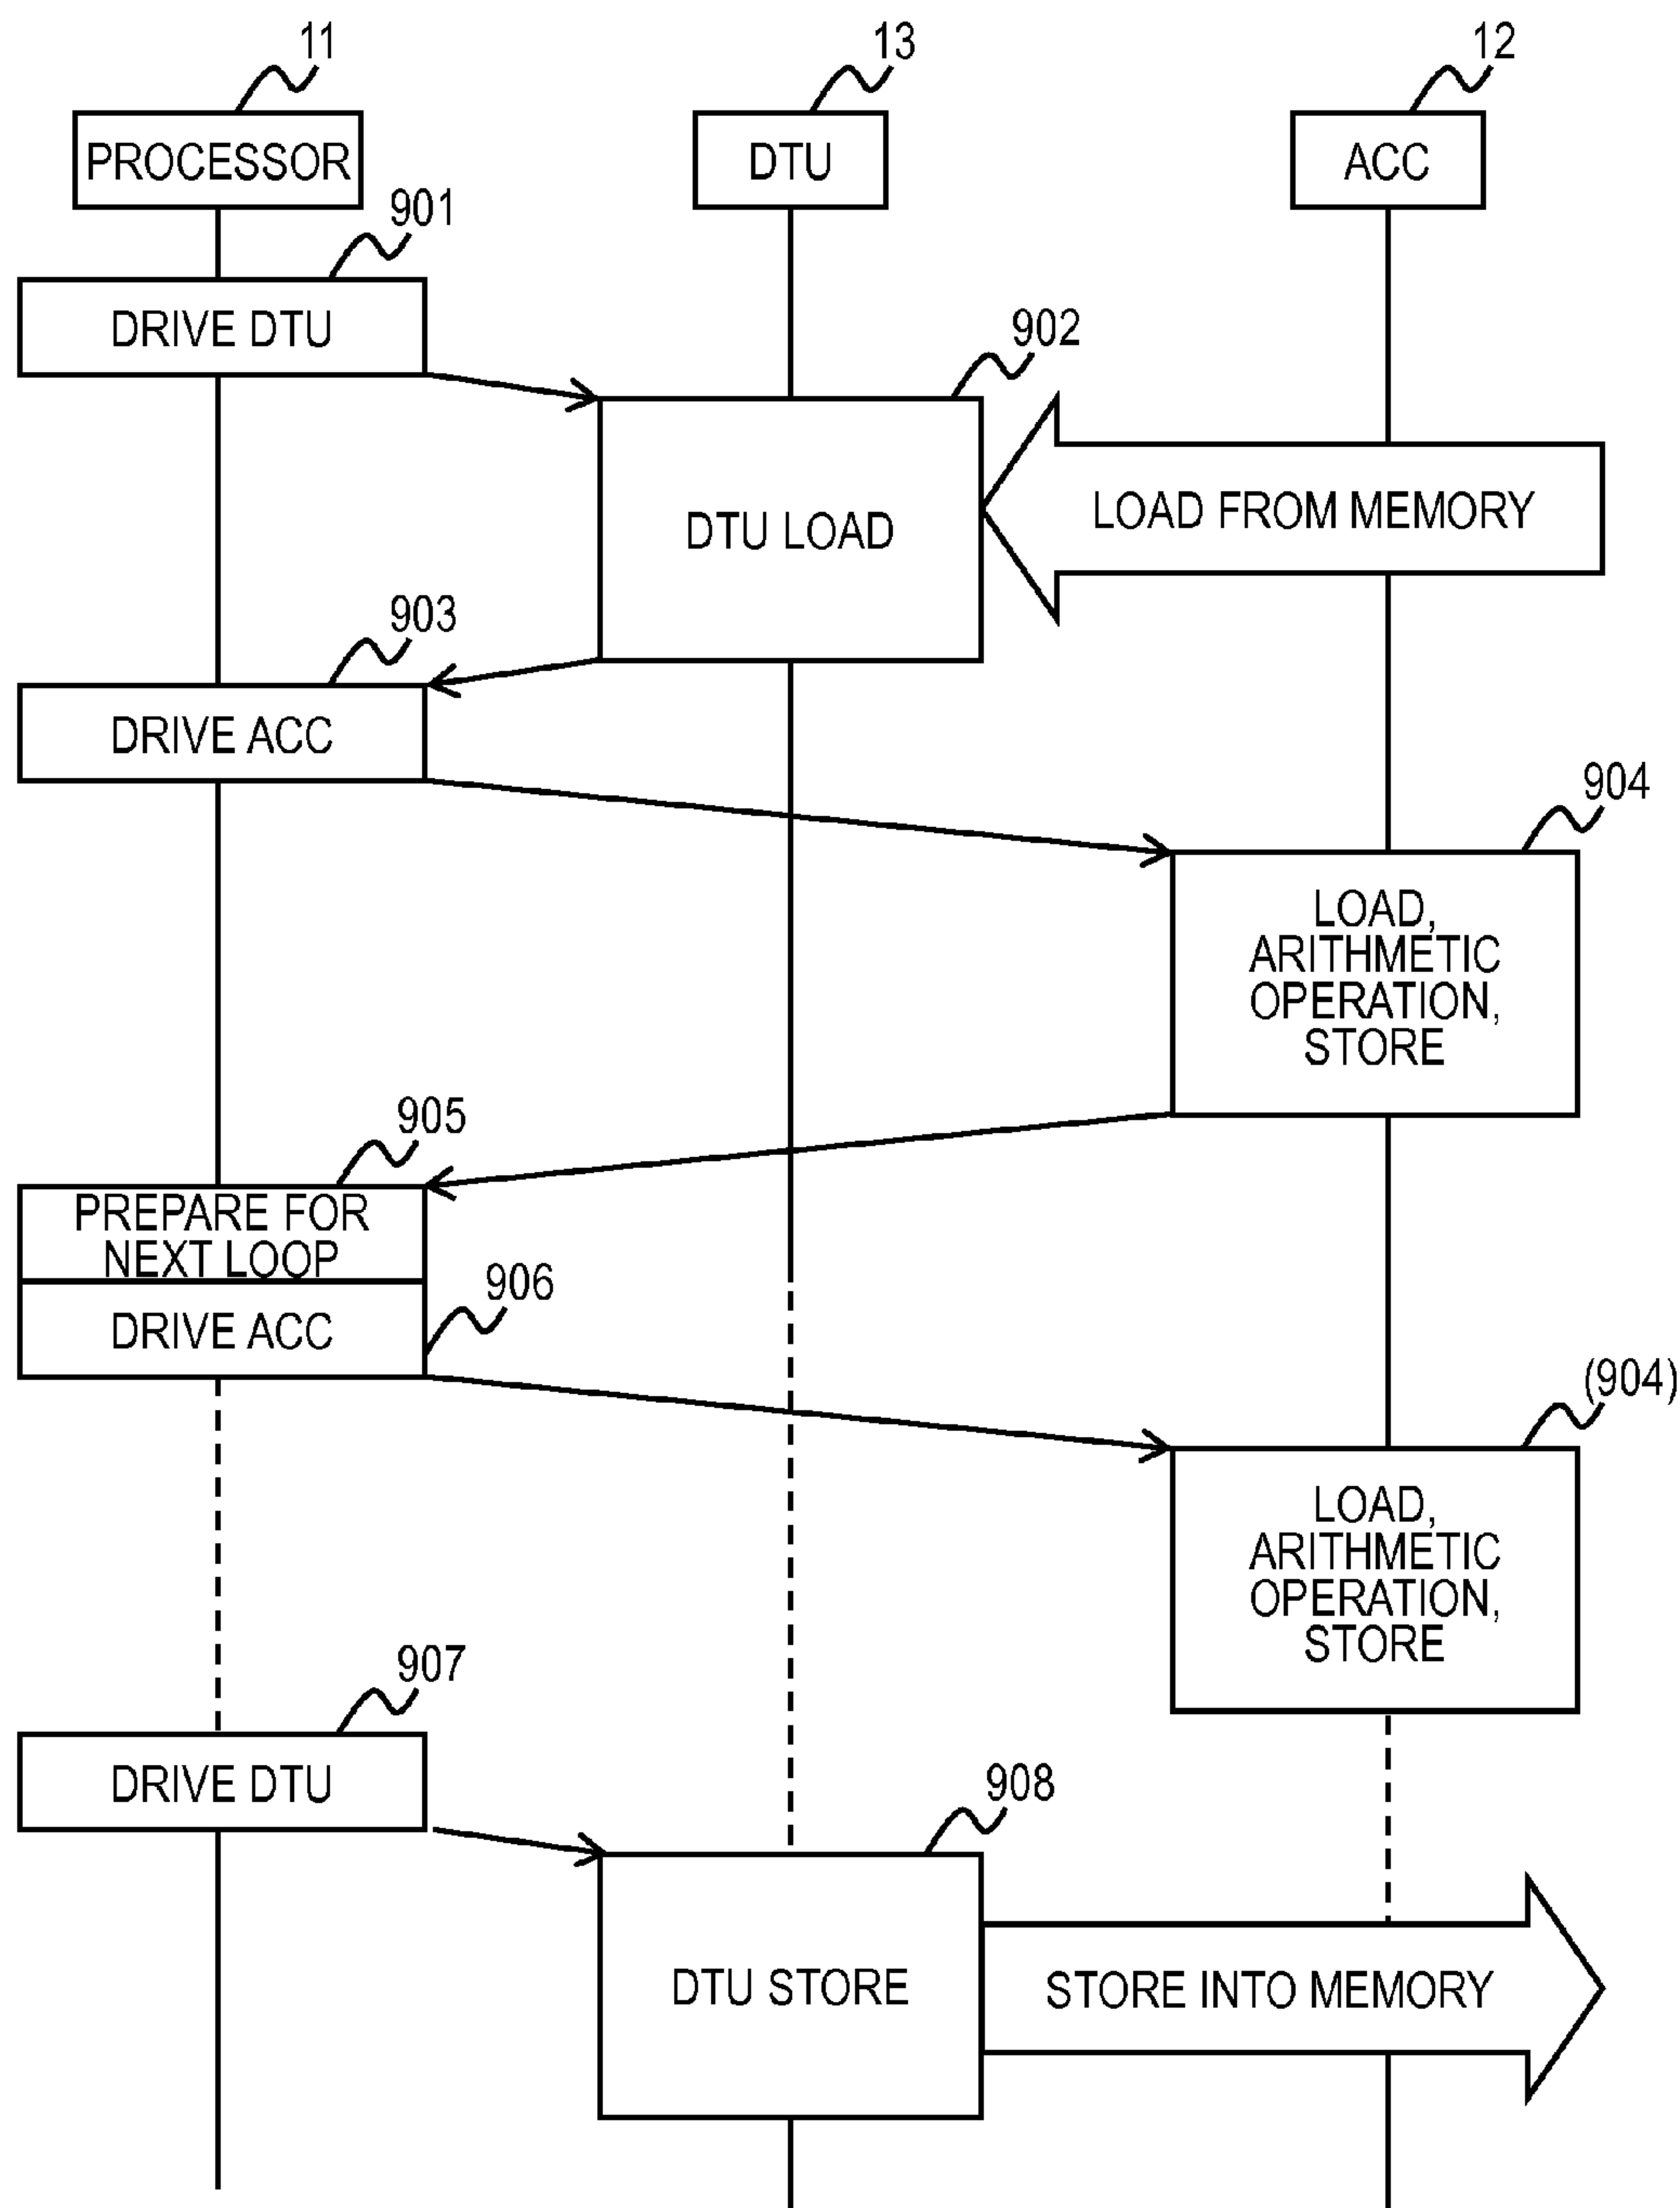 11
13
12
PROCESSOR
DTU
ACC
901
DRIVE DTU
902
DTU LOAD
LOAD FROM MEMORY
903
DRIVE ACC
904
LOAD,
ARITHMETIC
OPERATION,
STORE
905
PREPARE FOR
NEXT LOOP
906
DRIVE ACC
(904)
LOAD,
ARITHMETIC
OPERATION,
STORE
907
DRIVE DTU
908
DTU STORE
STORE INTO MEMORY